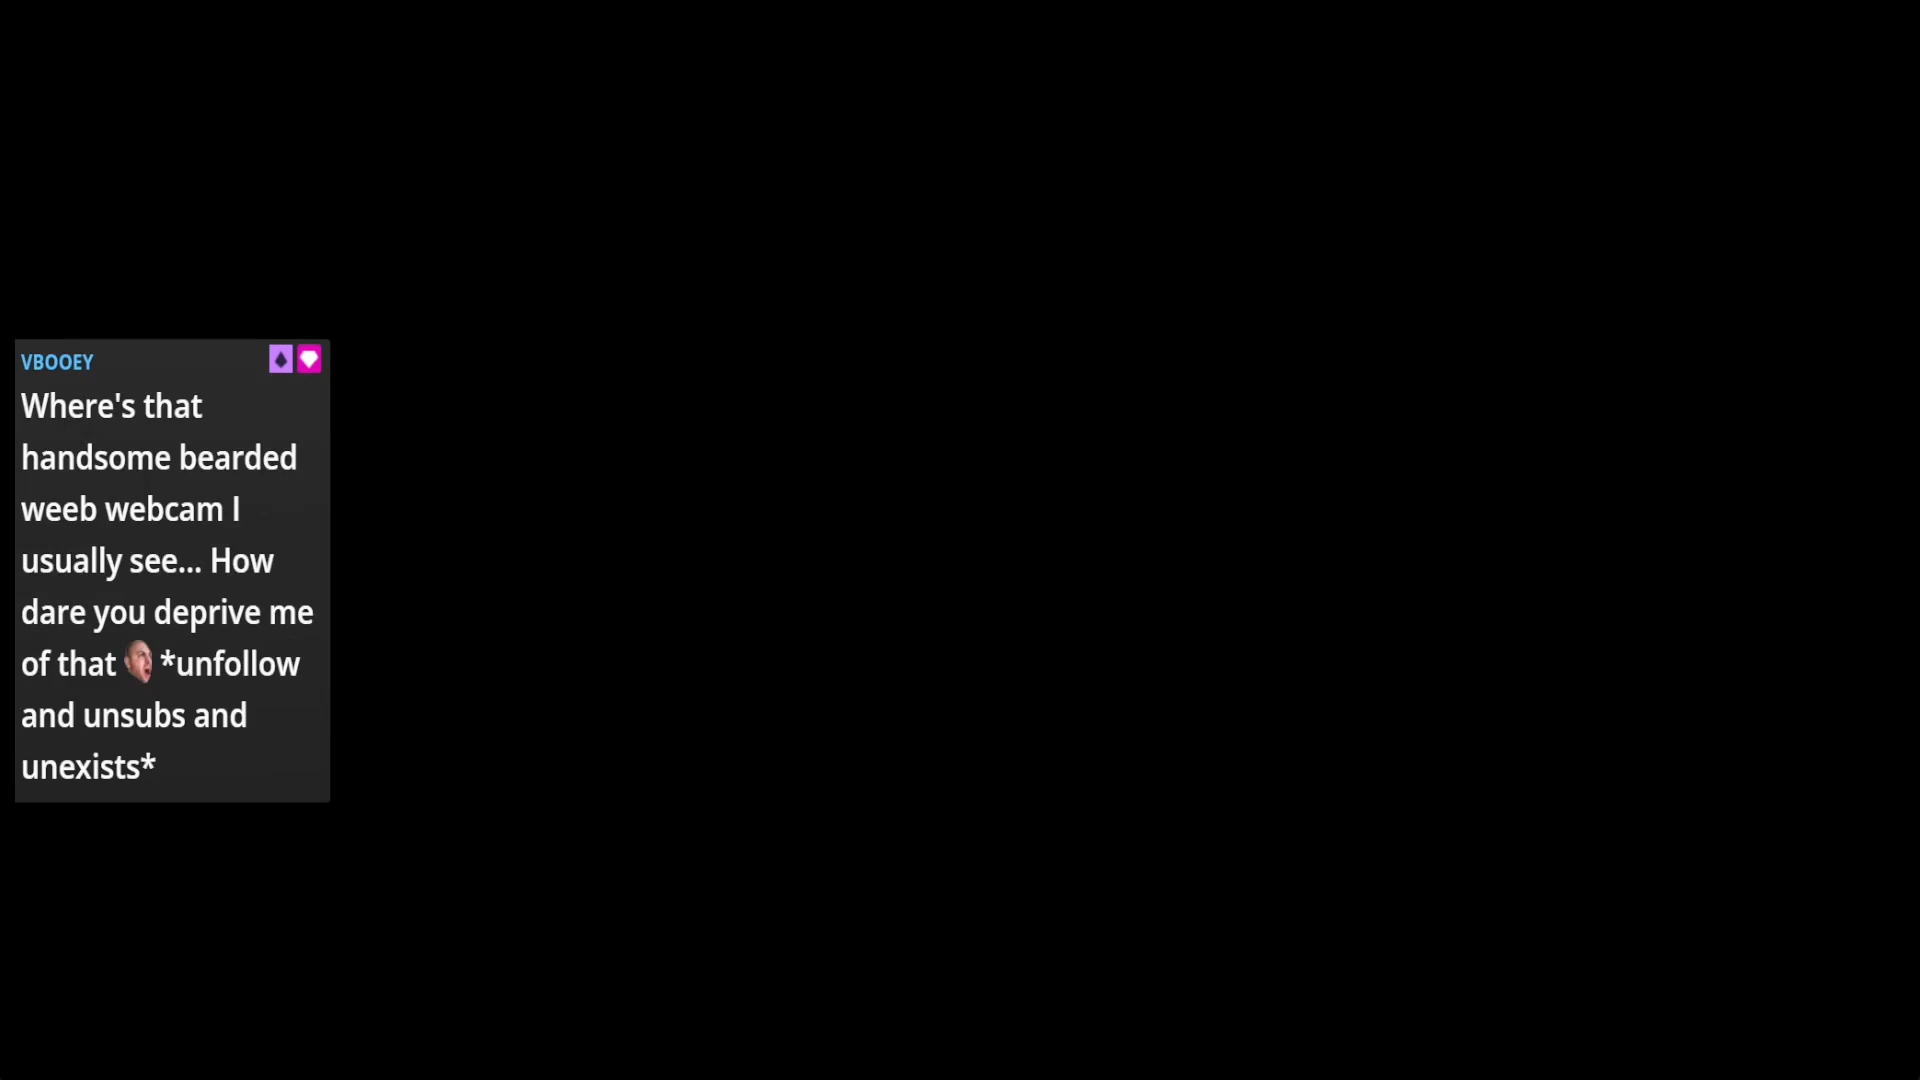 VBOOEY
Where's that
handsome bearded
weeb webcam I
usually see... How
dare you deprive me
of that *unfollow
and unsubs and
unexists*